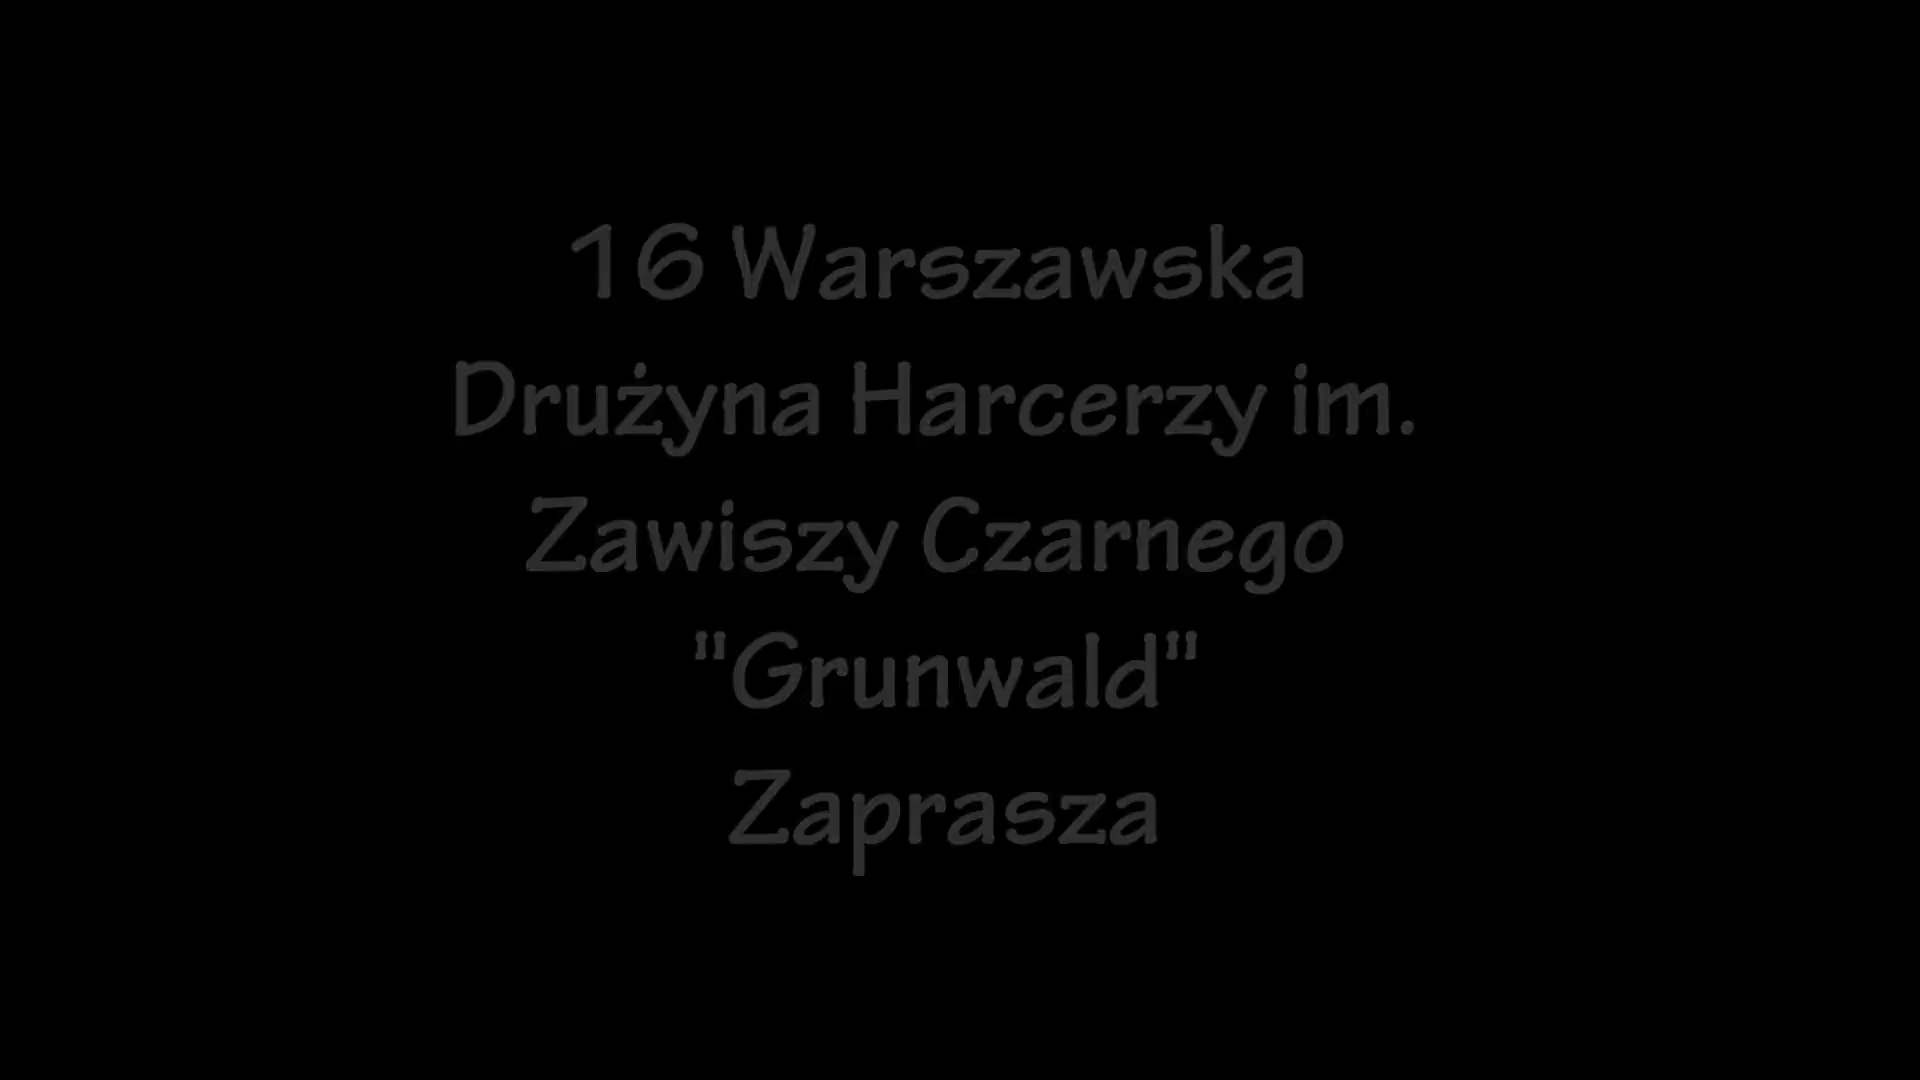 16 Warszawska
Drużyna Harcerzy im.
Zawiszy Czarnego
"Grunwald"
Zaprasza